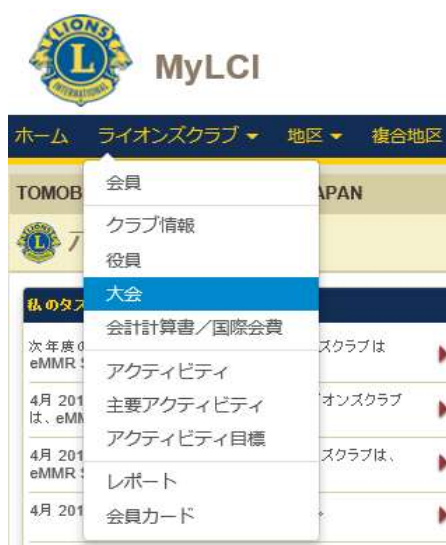 LIONS
L
INTERNATIONAL
MyLCI
ホーム ライオンズクラブ 地区 複合地区
TOMOB
APAN
会員
クラブ情報
役員
大会
会計計算書／国際会費
アクティビティ
主要アクティビティ
アクティビティ目標
レポート
会員カード
私のタス
次年度の
ズクラブは
eMMR S
4月 201
イオンズクラブ
は、eMM
4月 201
ズクラブは、
eMMR S
4月 201
。